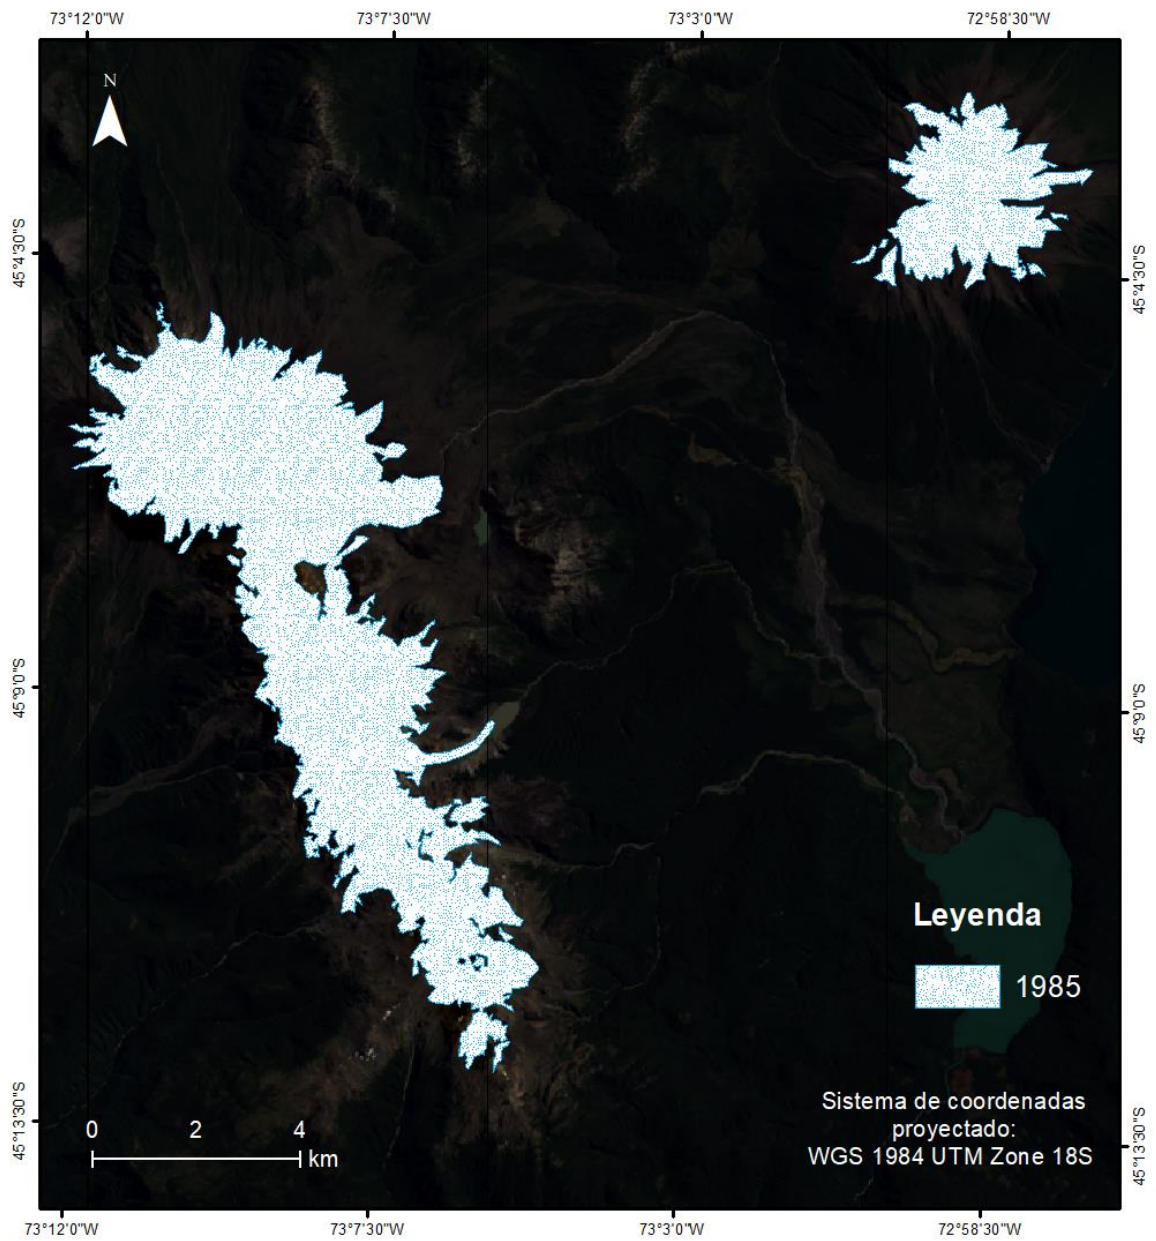 73°12'0"W 73°7'30"W 73°3'0"W 72°58'30"W
N
45°4'30"S
45°4'30"S
45°9'0"S
45°9'0"S
Leyenda
1985
Sistema de coordenadas
proyectado:
WGS 1984 UTM Zone 18S
0 2 4
km
45°13'30"S
45°13'30"S
73°12'0"W 73°7'30"W 73°3'0"W 72°58'30"W